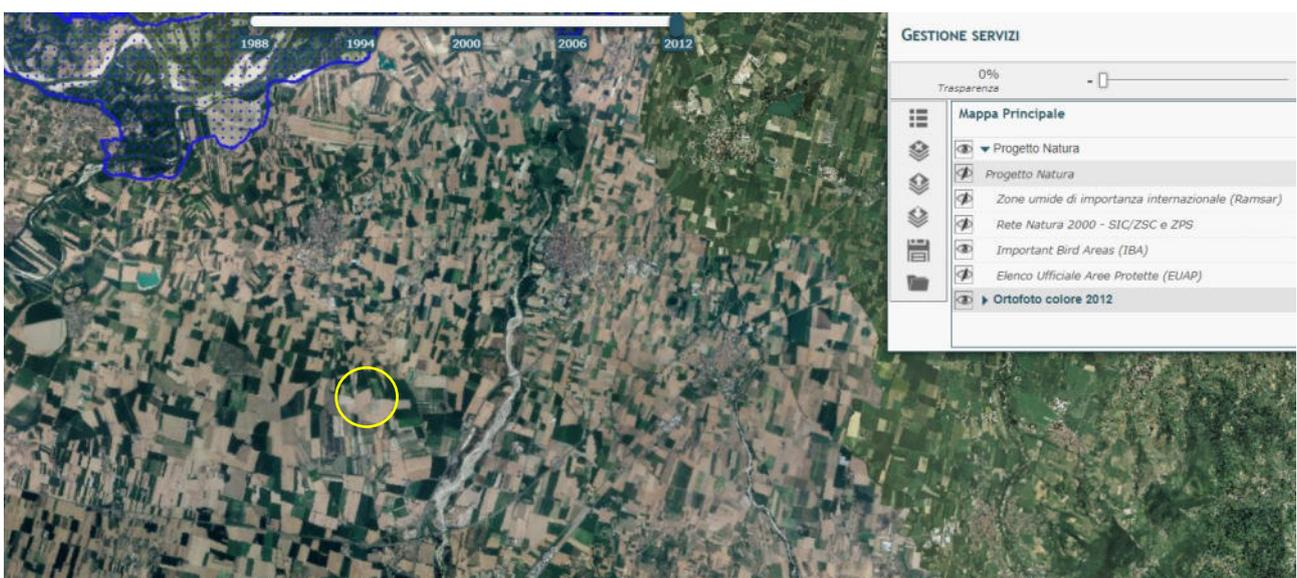 1988 1994 2000 2006 2012
GESTIONE SERVIZI
0%
Trasparenza
-
Mappa Principale
Progetto Natura
Progetto Natura
Zone umide di importanza internazionale (Ramsar)
Rete Natura 2000 - SIC/ZSC e ZPS
Important Bird Areas (IBA)
Elenco Ufficiale Aree Protette (EUAP)
Ortofoto colore 2012